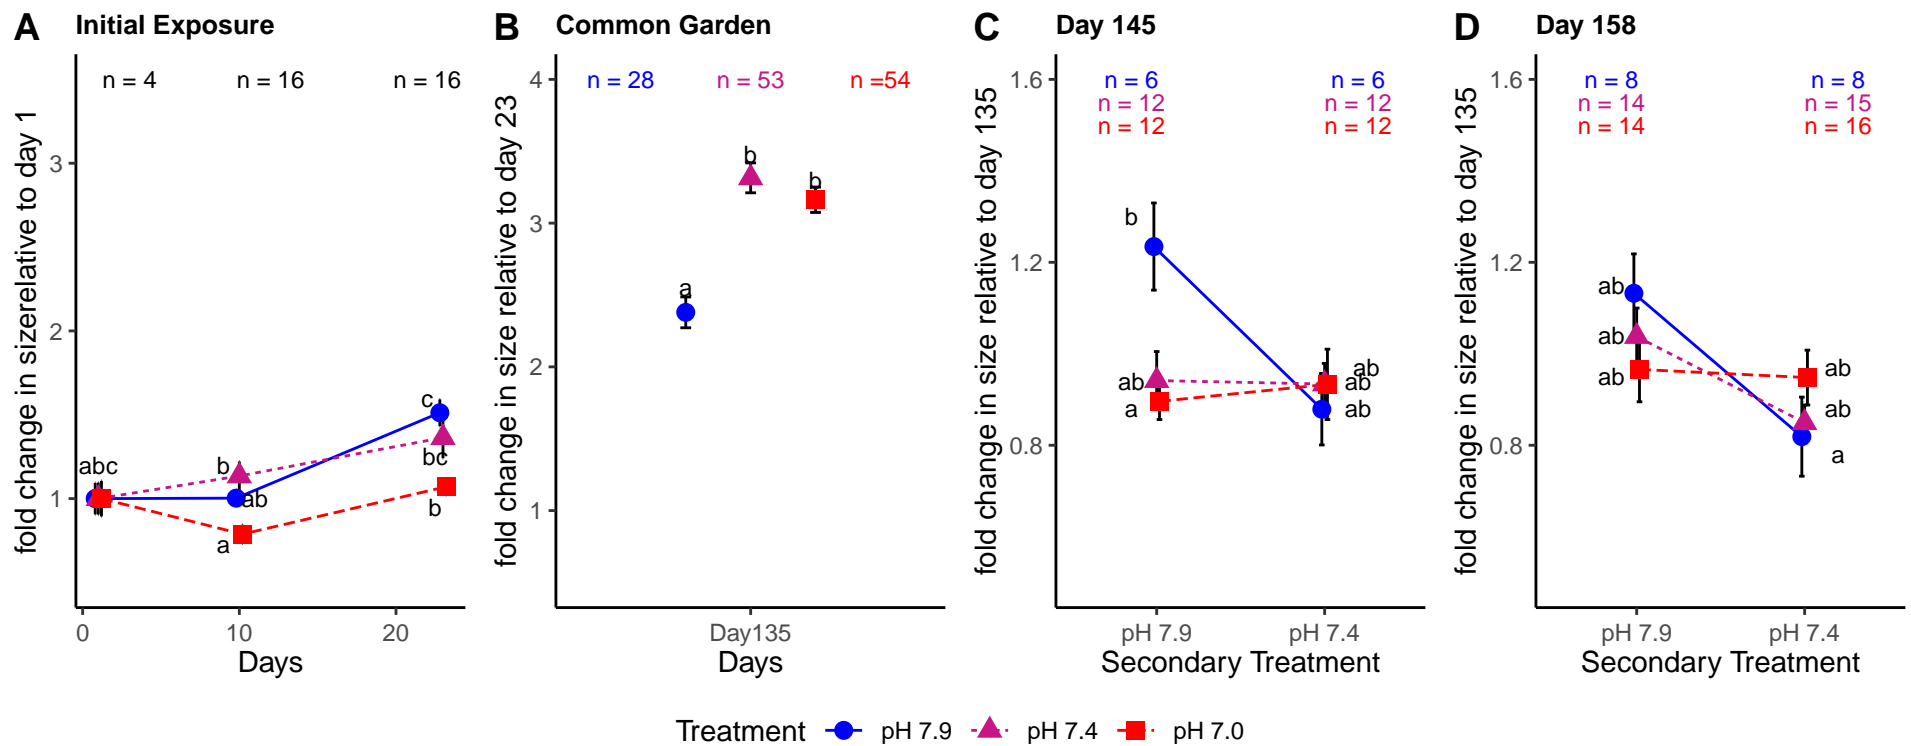 A Initial Exposure
n = 4 n = 16 n = 16
fold change in sizerelative to day 1
3
2
1
abc
b
ab
a
c
bc
b
0 10 20
Days
B Common Garden
n = 28 n = 53 n =54
fold change in size relative to day 23
4
3
2
1
a
b
b
Day135
Days
C Day 145
n = 6 n = 6
n = 12 n = 12
n = 12 n = 12
fold change in size relative to day 135
1.6
1.2
0.8
b
ab
a
ab
ab
ab
pH 7.9 pH 7.4
Secondary Treatment
D Day 158
n = 8 n = 8
n = 14 n = 15
n = 14 n = 16
fold change in size relative to day 135
1.6
1.2
0.8
ab
ab
ab
ab
ab
a
pH 7.9 pH 7.4
Secondary Treatment
Treatment pH 7.9 pH 7.4 pH 7.0